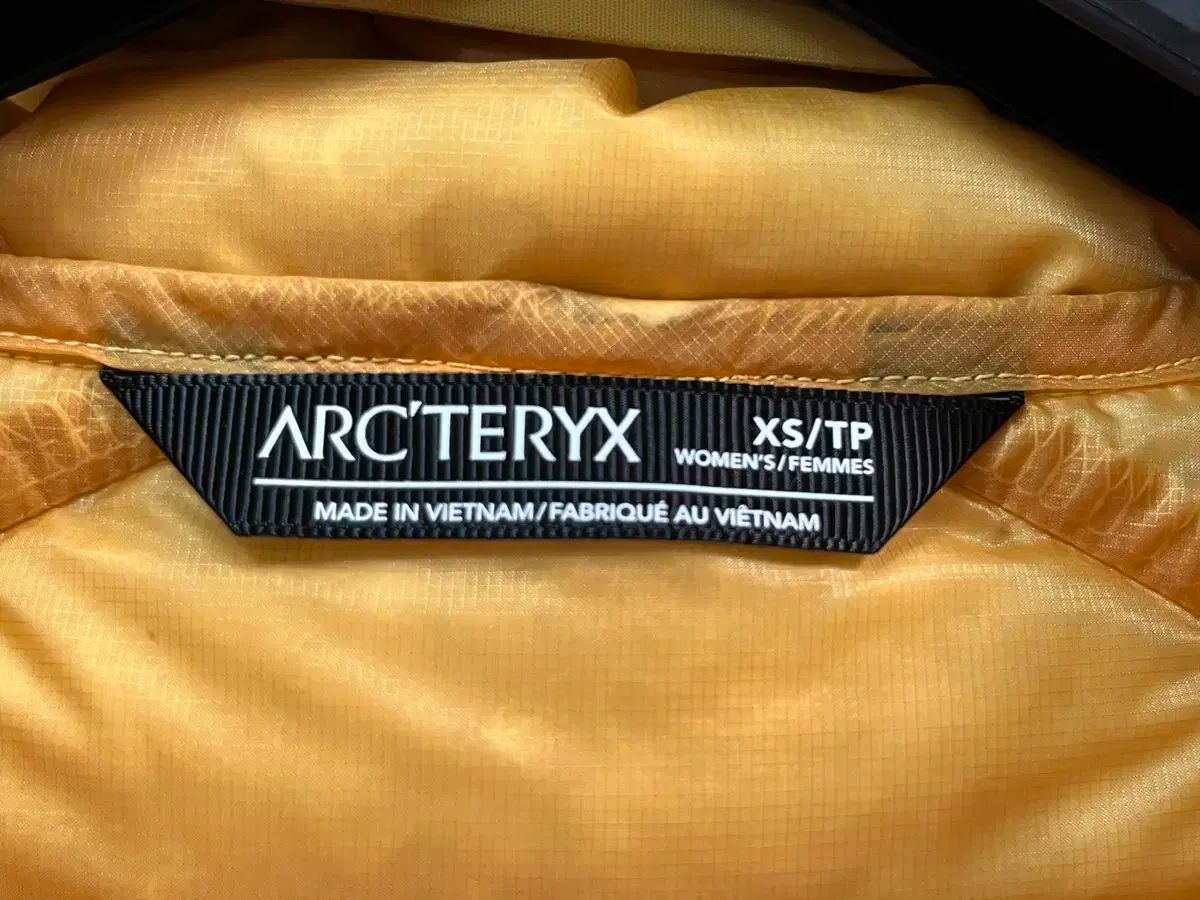 ARC'TERYX
XS/TP
WOMEN'S/FEMMES
MADE IN VIETNAM/FABRIQUÉ AU VIÊTNAM